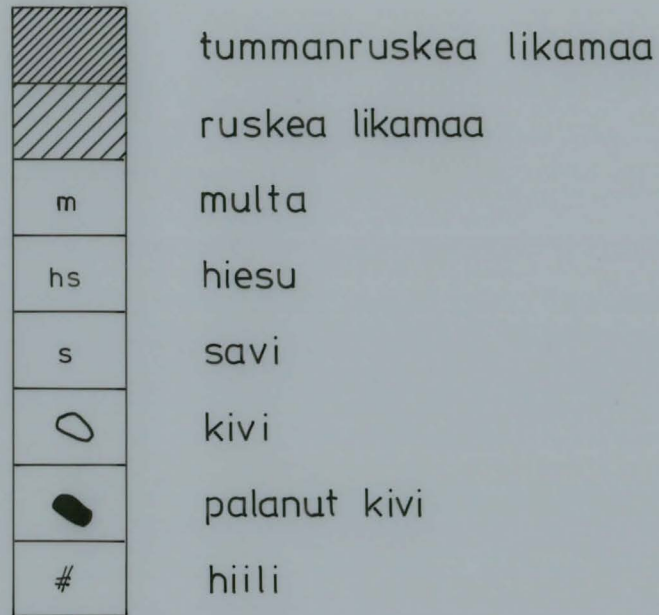 tummanruskea likamaa
ruskea likamaa
m multa
hs hiesu
s savi
kivi
palanut kivi
# hiili